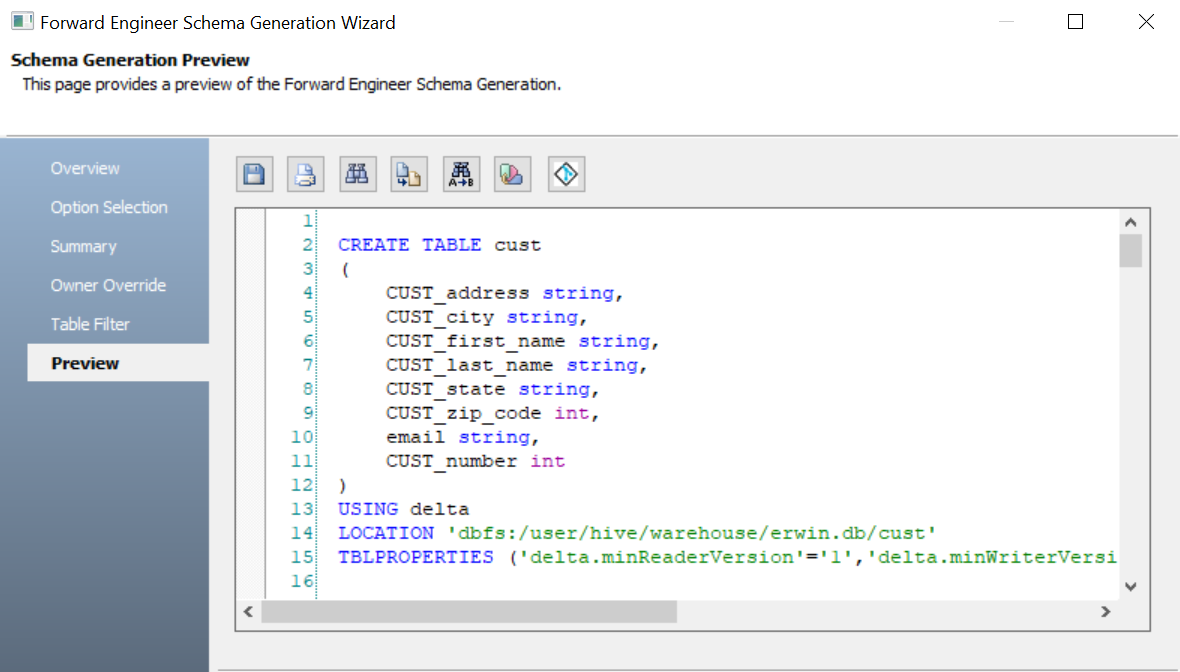 Forward Engineer Schema Generation Wizard
Schema Generation Preview
This page provides a preview of the Forward Engineer Schema Generation.
Overview
Option Selection
Summary
Owner Override
Table Filter
Preview
A→B
1
2 CREATE TABLE cust
3 (
4 CUST_address string,
5 CUST_city string,
6 CUST_first_name string,
7 CUST_last_name string,
8 CUST_state string,
9 CUST_zip_code int,
10 email string,
11 CUST_number int
12 )
13 USING delta
14 LOCATION 'dbfs:/user/hive/warehouse/erwin.db/cust'
15 TBLPROPERTIES ('delta.minReaderVersion'='1','delta.minWriterVersi
16